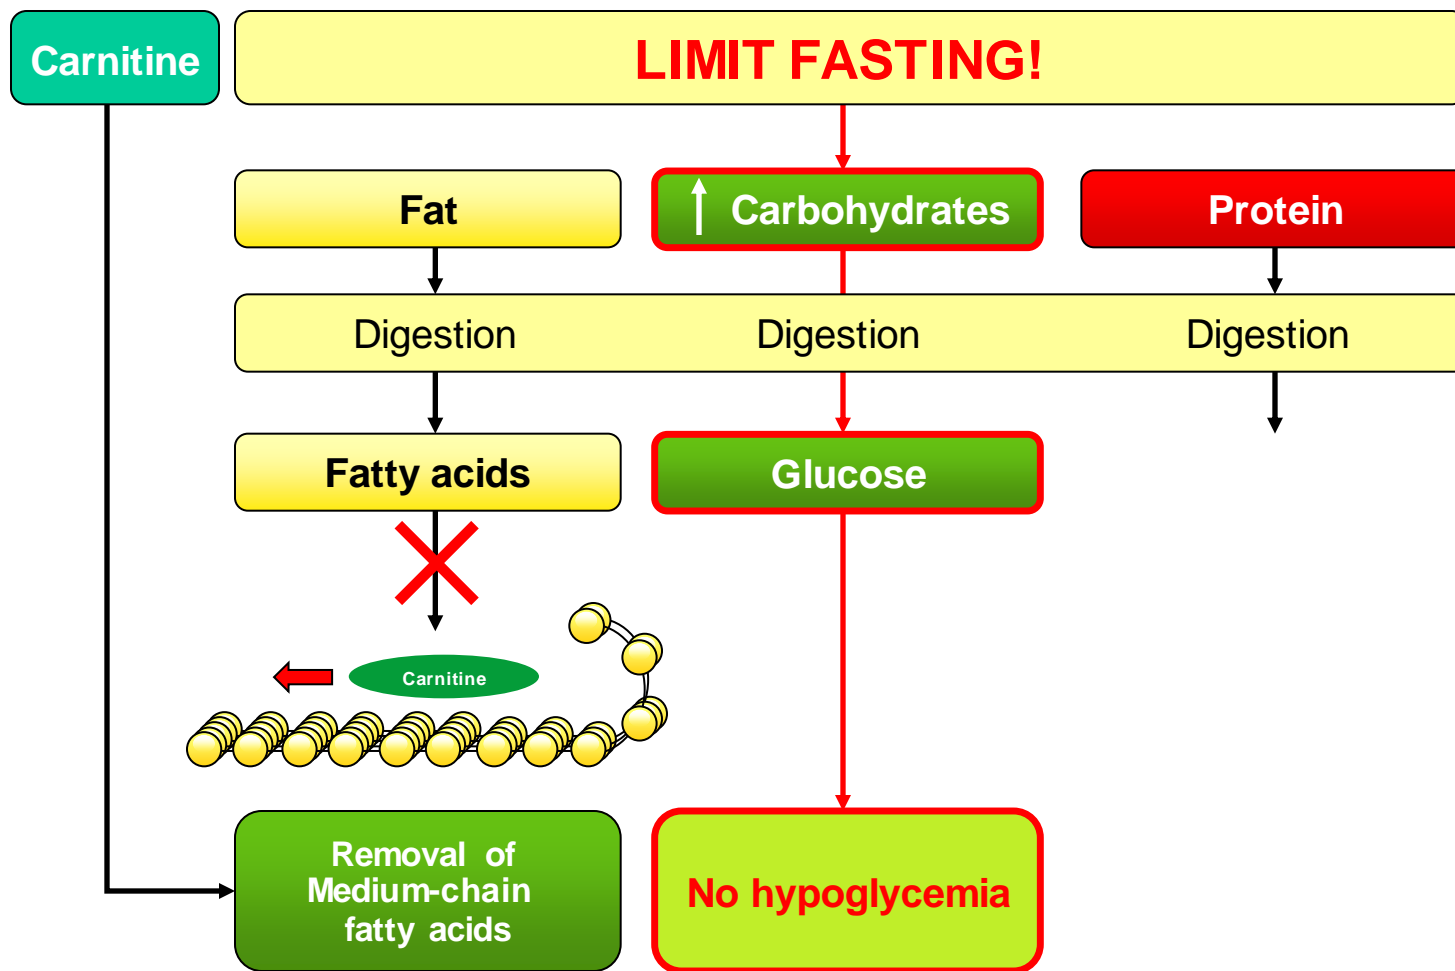 Carnitine
LIMIT FASTING!
Fat
Carbohydrates
Protein
Digestion
Digestion
Digestion
Fatty acids
Glucose
Carnitine
Removal of
Medium-chain
fatty acids
No hypoglycemia